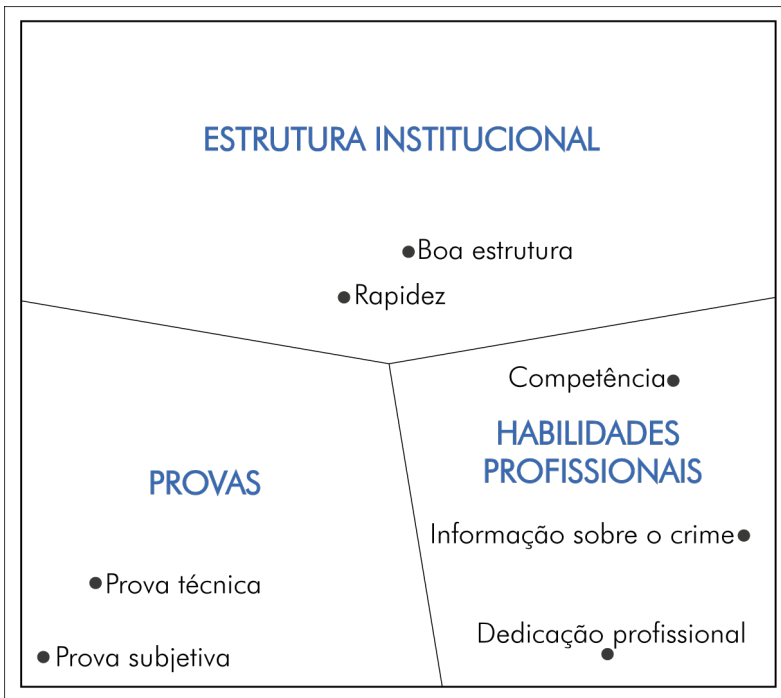 ESTRUTURA INSTITUCIONAL
Boa estrutura
Rapidez
Competência
HABILIDADES
PROFISSIONAIS
PROVAS
Informação sobre o crime
Prova técnica
Dedicação profissional
Prova subjetiva